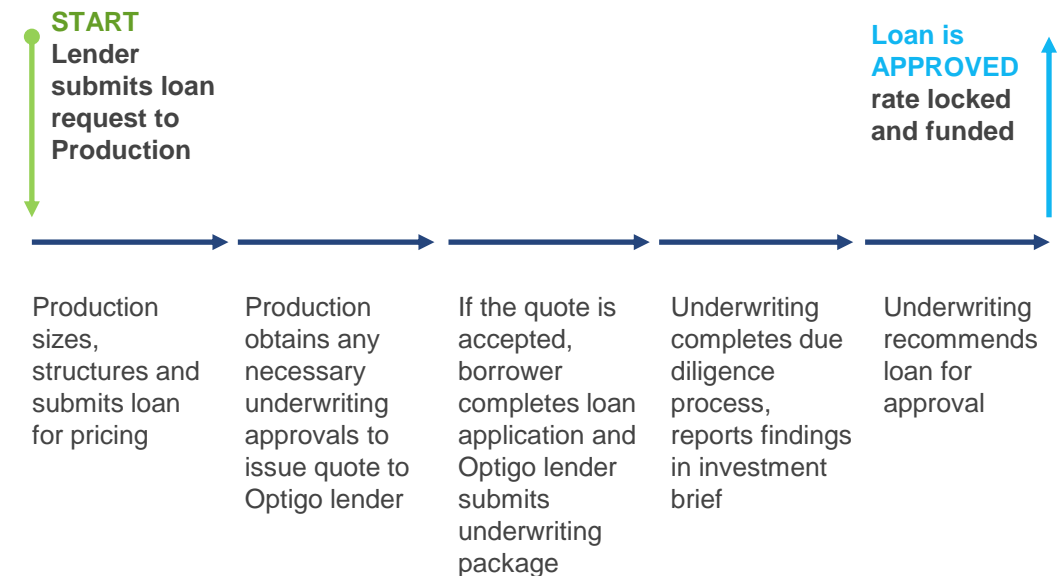 START
Lender
submits loan
request to
Production
Loan is
APPROVED
rate locked
and funded
Production
sizes,
structures and
submits loan
for pricing
Production
obtains any
necessary
underwriting
approvals to
issue quote to
Optigo lender
If the quote is
accepted,
borrower
completes loan
application and
Optigo lender
submits
underwriting
package
Underwriting
completes due
diligence
process,
reports findings
in investment
brief
Underwriting
recommends
loan for
approval